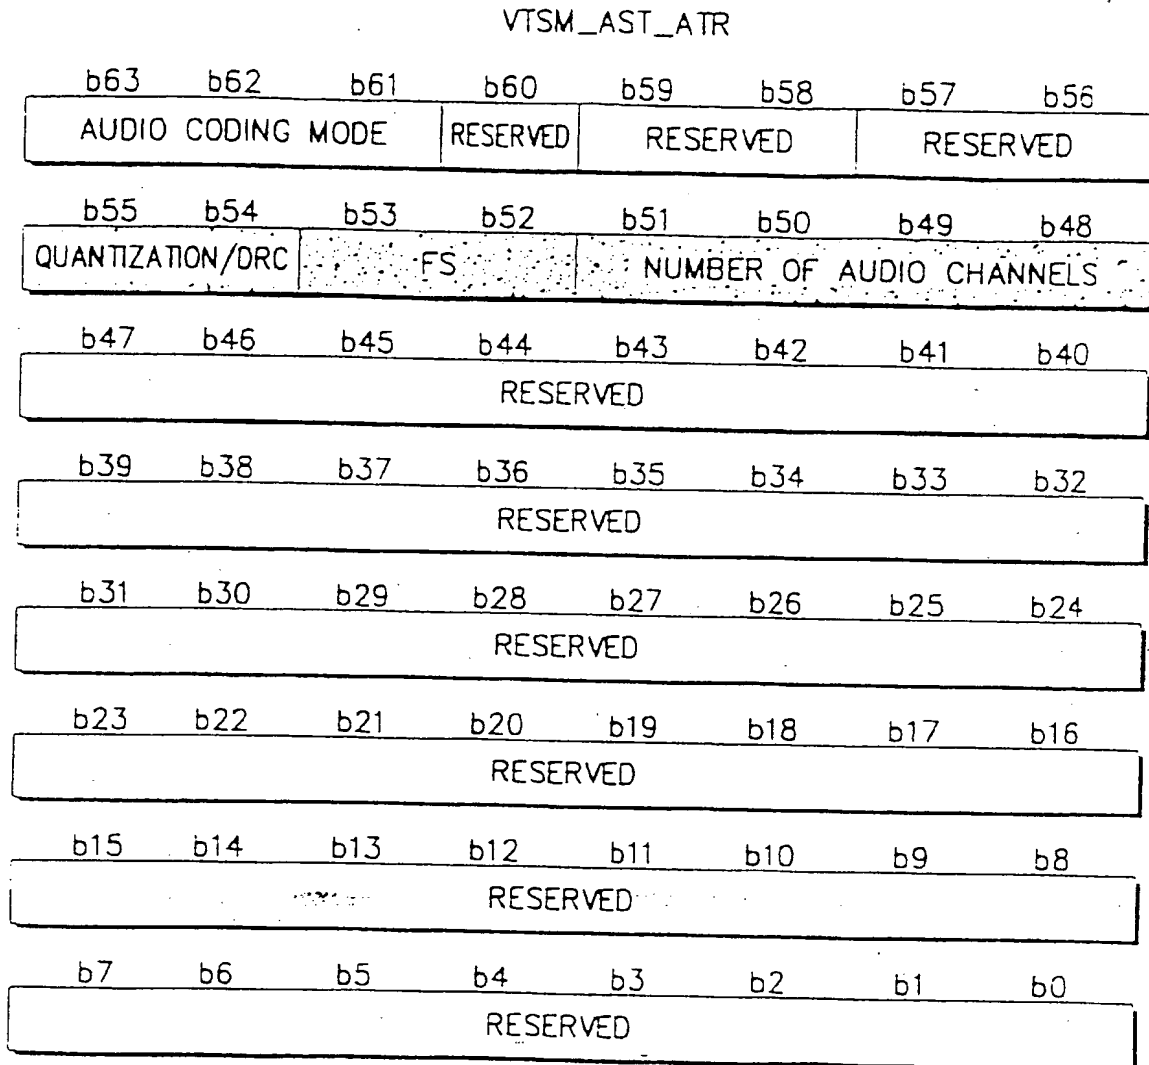 VTSM_AST_ATR
b63 b62 b61 b60 b59 b58 b57 b56
AUDIO CODING MODE RESERVED RESERVED RESERVED
b55 b54 b53 b52 b51 b50 b49 b48
QUANTIZATION/DRC FS NUMBER OF AUDIO CHANNELS
b47 b46 b45 b44 b43 b42 b41 b40
RESERVED
b39 b38 b37 b36 b35 b34 b33 b32
RESERVED
b31 b30 b29 b28 b27 b26 b25 b24
RESERVED
b23 b22 b21 b20 b19 b18 b17 b16
RESERVED
b15 b14 b13 b12 b11 b10 b9 b8
RESERVED
b7 b6 b5 b4 b3 b2 b1 b0
RESERVED